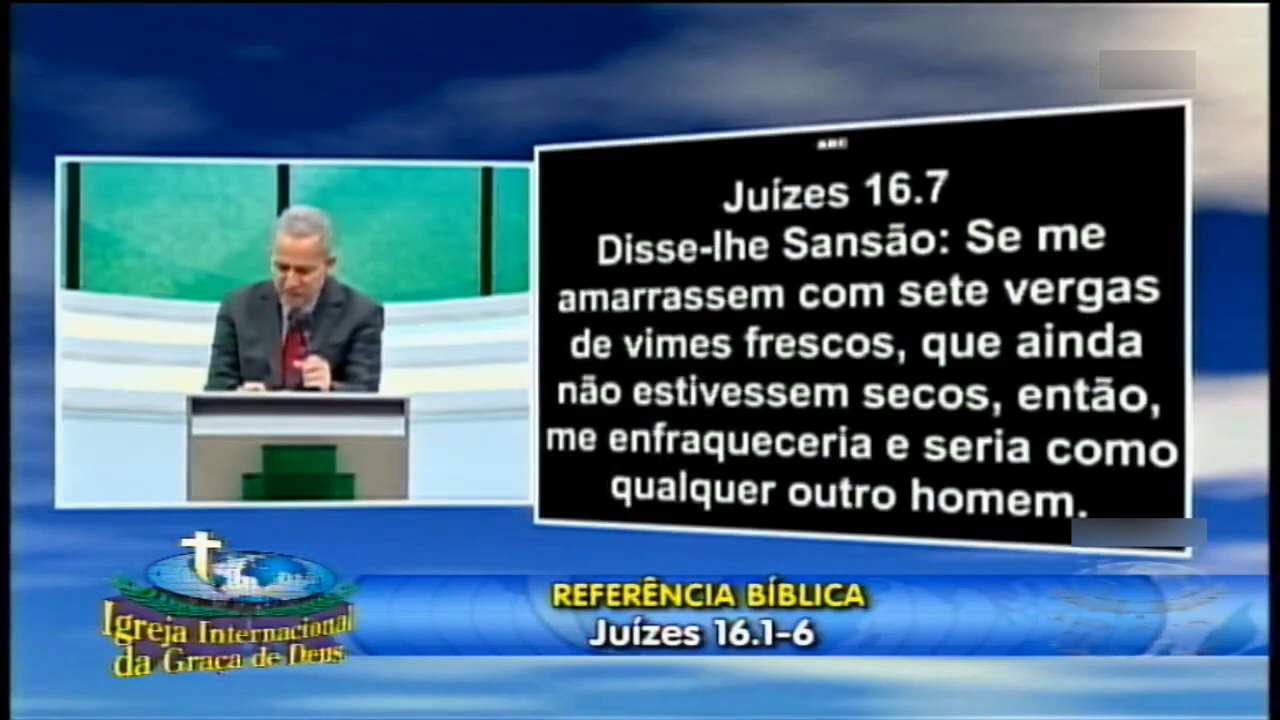 ARC
Juízes 16.7
Disse-lhe Sansão: Se me
amarrassem com sete vergas
de vimes frescos, que ainda
não estivessem secos, então,
me enfraqueceria e seria como
qualquer outro homem.
REFERÊNCIA BÍBLICA
Juízes 16.1-6
Igreja Internacional
da Graça de Deus